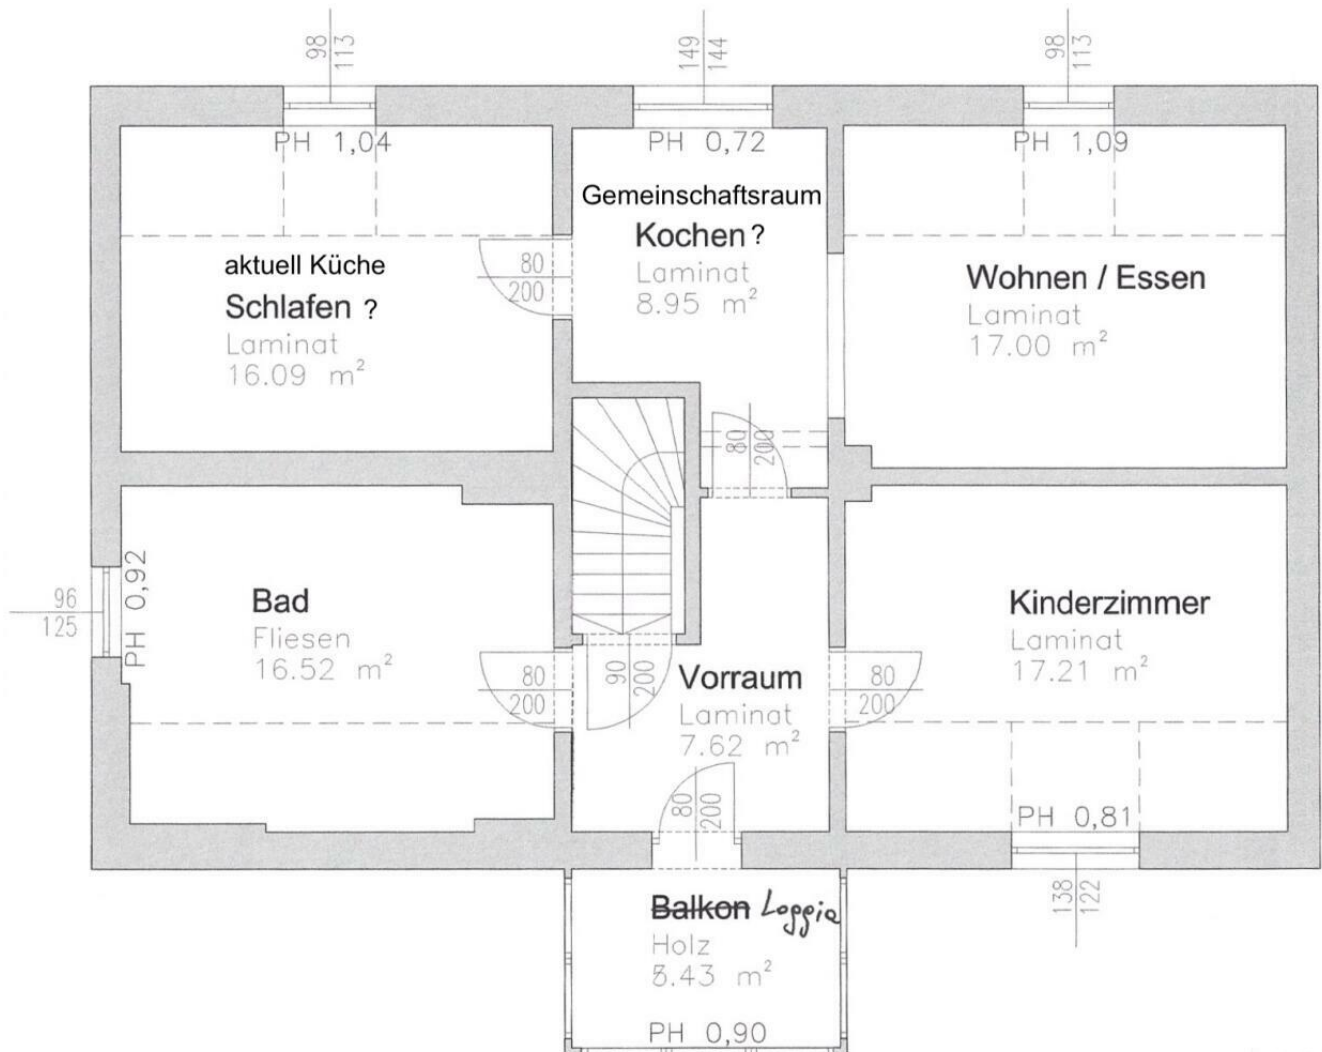 98
113
149
144
98
113
PH 1,04
PH 0,72
PH 1,09
Gemeinschaftsraum
Kochen ?
Laminat
8.95 m²
aktuell Küche
Schlafen ?
Laminat
16.09 m²
80
200
Wohnen / Essen
Laminat
17.00 m²
80
200
96
125
PH 0,92
Bad
Fliesen
16.52 m²
80
200
90
200
Vorraum
Laminat
7.62 m²
80
200
Kinderzimmer
Laminat
17.21 m²
80
200
PH 0,81
138
122
Balkon Loggia
Holz
m²
PH 0,90